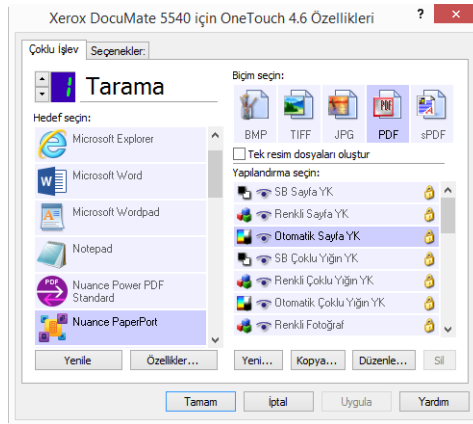 Xerox DocuMate 5540 için OneTouch 4.6 Özellikleri
Çoklu İşlev
Seçenekler:
1
Tarama
Hedef seçin:
Microsoft Explorer
Microsoft Word
Microsoft Wordpad
Notepad
Nuance Power PDF
Standard
Nuance PaperPort
Yenile
Özellikler...
Biçim seçin:
BMP
TIFF
JPG
PDF
sPDF
Tek resim dosyaları oluştur
Yapılandırma seçin:
SB Sayfa YK
Renkli Sayfa YK
Otomatik Sayfa YK
SB Çoklu Yığın YK
Renkli Çoklu Yığın YK
Otomatik Çoklu Yığın YK
Renkli Fotoğraf
Yeni...
Kopya...
Düzenle...
Sil
Tamam
İptal
Uygula
Yardım